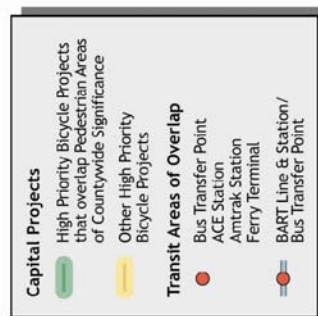 Capital Projects
High Priority Bicycle Projects
that overlap Pedestrian Areas
of Countywide Significance
Other High Priority
Bicycle Projects
Transit Areas of Overlap
Bus Transfer Point
ACE Station
Amtrak Station
Ferry Terminal
BART Line & Station/
Bus Transfer Point